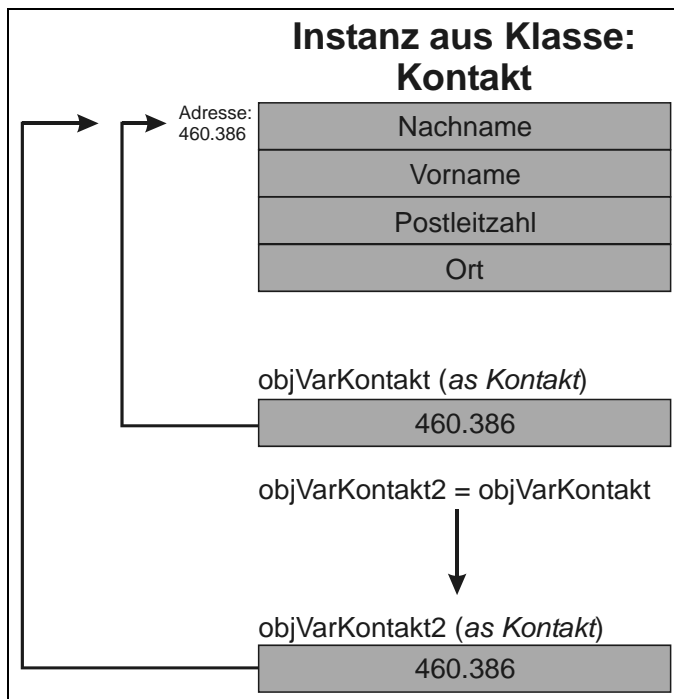 Instanz aus Klasse:
Kontakt
Adresse:
460.386
Nachname
Vorname
Postleitzahl
Ort
objVarKontakt (as Kontakt)
460.386
objVarKontakt2 = objVarKontakt
objVarKontakt2 (as Kontakt)
460.386